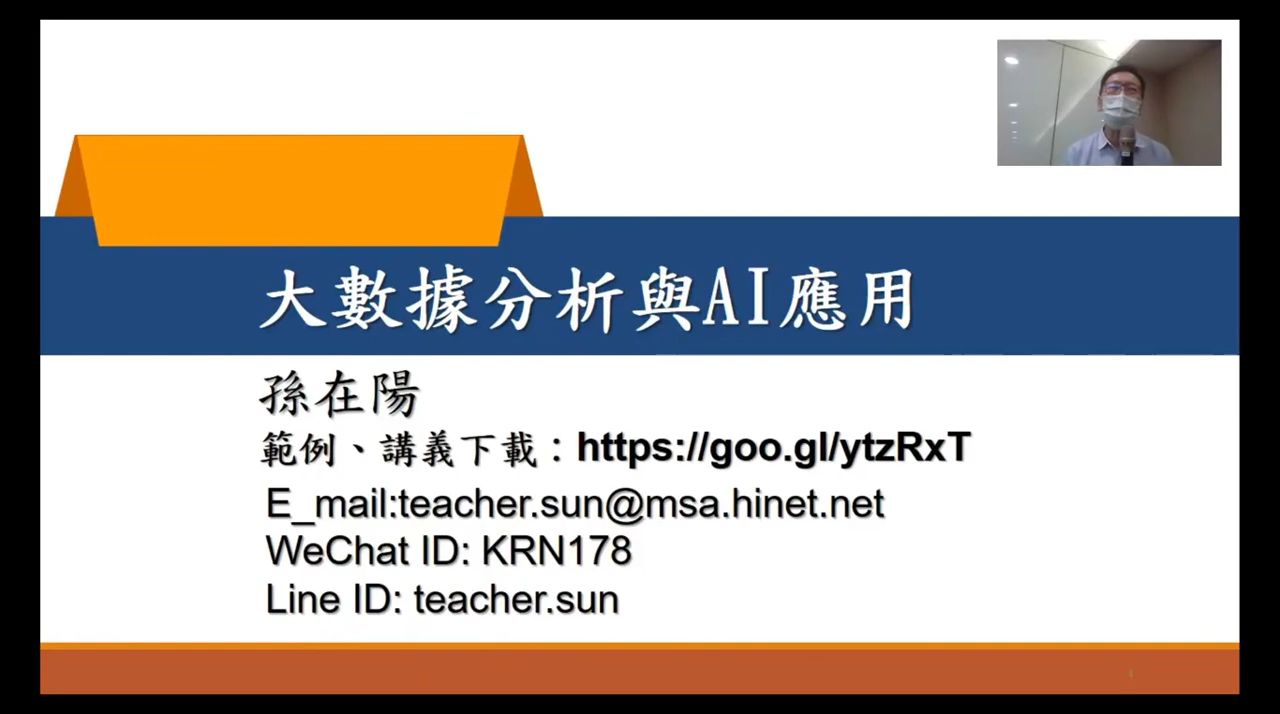 大數據分析與AI應用
孫在陽
範例、講義下載：https://goo.gl/ytzRxT
E_mail:teacher.sun@msa.hinet.net
WeChat ID: KRN178
Line ID: teacher.sun
1